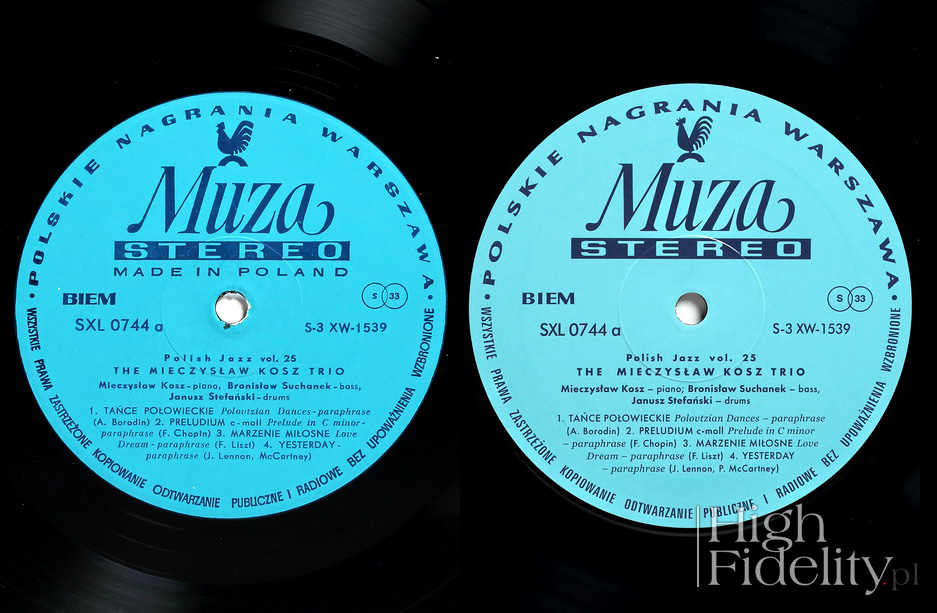 POLSKIE NAGRANIA WARSZAWA
Muza
STEREO
MADE IN POLAND
BIEM
S 33
SXL 0744 a
S-3 XW-1539
Polish Jazz vol. 25
THE MIECZYSŁAW KOSZ TRIO
Mieczysław Kosz-piano, Bronisław Suchanek-bass,
Janusz Stefański-drums
1. TAŃCE POŁOWIECKIE Polovtzian Dances-paraphrase
(A. Borodin) 2. PRELUDIUM c-moll Prelude in C minor-
paraphrase (F. Chopin) 3. MARZENIE MIŁOSNE Love
Dream-paraphrase (F. Liszt) 4. YESTERDAY-
paraphrase (J. Lennon, McCartney)
WSZYSTKIE PRAWA ZASTRZEŻONE KOPIOWANIE ODTWARZANIE PUBLICZNE I RADIOWE BEZ UPOWAŻNIENIA WZBRONIONE
POLSKIE NAGRANIA WARSZAWA
Muza
STEREO
BIEM
S 33
SXL 0744 a
S-3 XW-1539
Polish Jazz vol. 25
THE MIECZYSŁAW KOSZ TRIO
Mieczysław Kosz – piano; Bronisław Suchanek – bass,
Janusz Stefański – drums
1. TAŃCE POŁOWIECKIE Polovtzian Dances – paraphrase
(A. Borodin) 2. PRELUDIUM c-moll Prelude in C minor
– paraphrase (F. Chopin) 3. MARZENIE MIŁOSNE Love
Dream – paraphrase (F. Liszt) 4. YESTERDAY
– paraphrase (J. Lennon, P. McCartney)
WSZYSTKIE PRAWA ZASTRZEŻONE KOPIOWANIE ODTWARZANIE PUBLICZNE I RADIOWE BEZ UPOWAŻNIENIA WZBRONIONE
High
Fidelity.pl